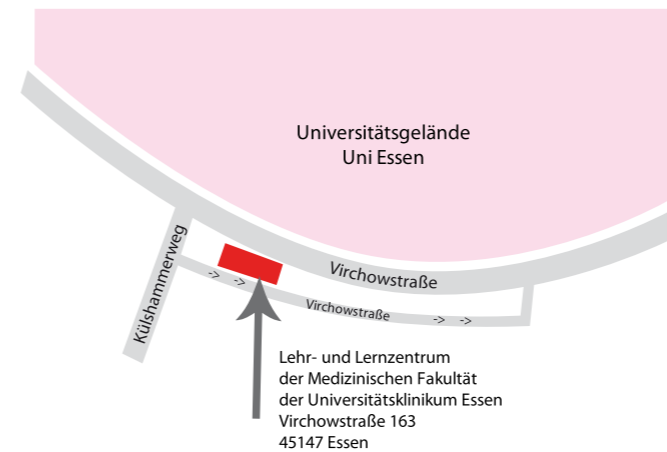 Universitätsgelände
Uni Essen
Virchowstraße
Külshammerweg
-> ->
Virchowstraße
-> ->
Lehr- und Lernzentrum
der Medizinischen Fakultät
der Universitätsklinikum Essen
Virchowstraße 163
45147 Essen